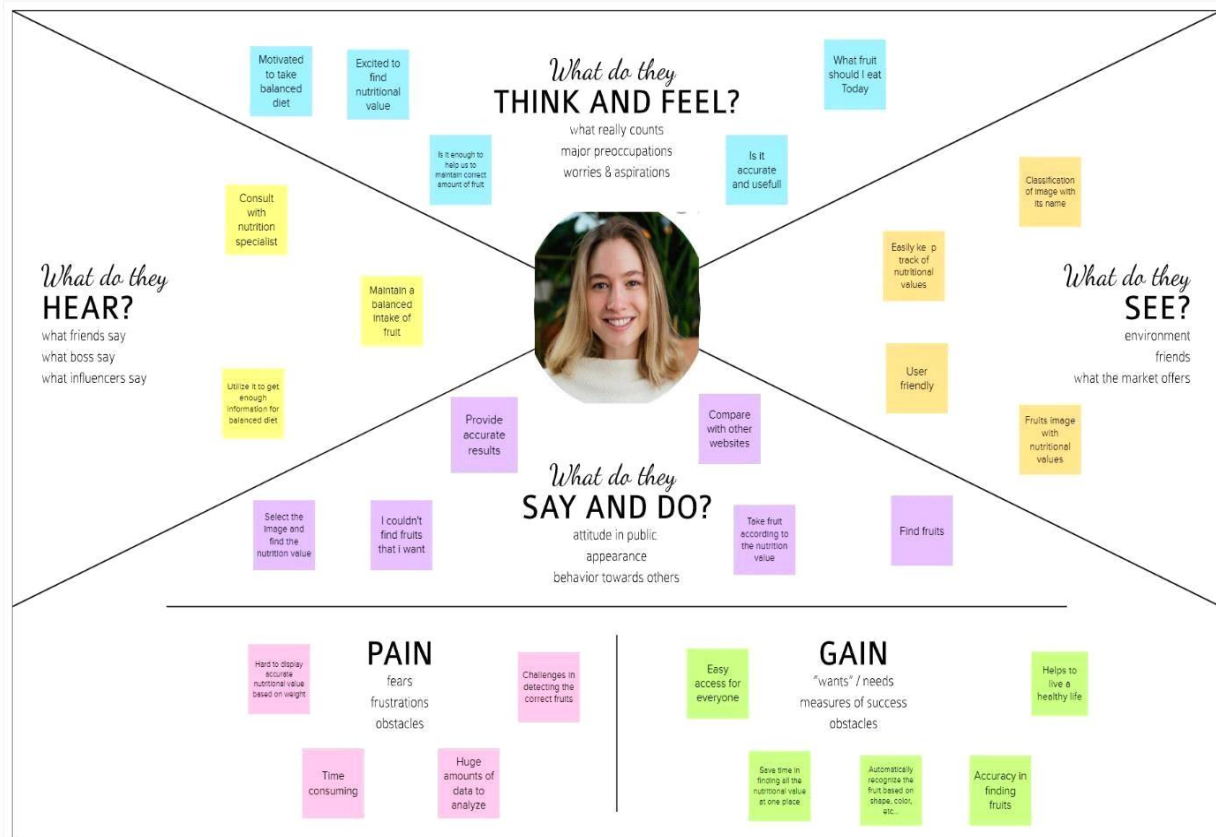 Motivated
to take
balanced
diet
Excited to
find
nutritional
value
What do they
THINK AND FEEL?
what really counts
major preoccupations
worries & aspirations
What fruit
should I eat
Today
Is it enough to
help us to
maintain correct
amount of fruit
Is it
accurate
and usefull
Consult
with
nutrition
specialist
Classification
of image with
its name
What do they
HEAR?
what friends say
what boss say
what influencers say
Maintain a
balanced
intake of
fruit
Utilize it to get
enough
information for
balanced diet
Easily ke p
track of
nutritional
values
What do they
SEE?
environment
friends
what the market offers
User
friendly
Fruits image
with
nutritional
values
Provide
accurate
results
Compare
with other
websites
What do they
SAY AND DO?
attitude in public
appearance
behavior towards others
Select the
Image and
find the
nutrition value
I couldn't
find fruits
that i want
Take fruit
according to
the nutrition
value
Find fruits
PAIN
fears
frustrations
obstacles
Hard to display
accurate
nutritional value
based on weight
Challenges in
detecting the
correct fruits
Time
consuming
Huge
amounts of
data to
analyze
GAIN
"wants" / needs
measures of success
obstacles
Easy
access for
everyone
Helps to
live a
healthy life
Save time in
finding all the
nutritional value
at one place
Automatically
recognize the
fruit based on
shape, color,
etc...
Accuracy in
finding
fruits